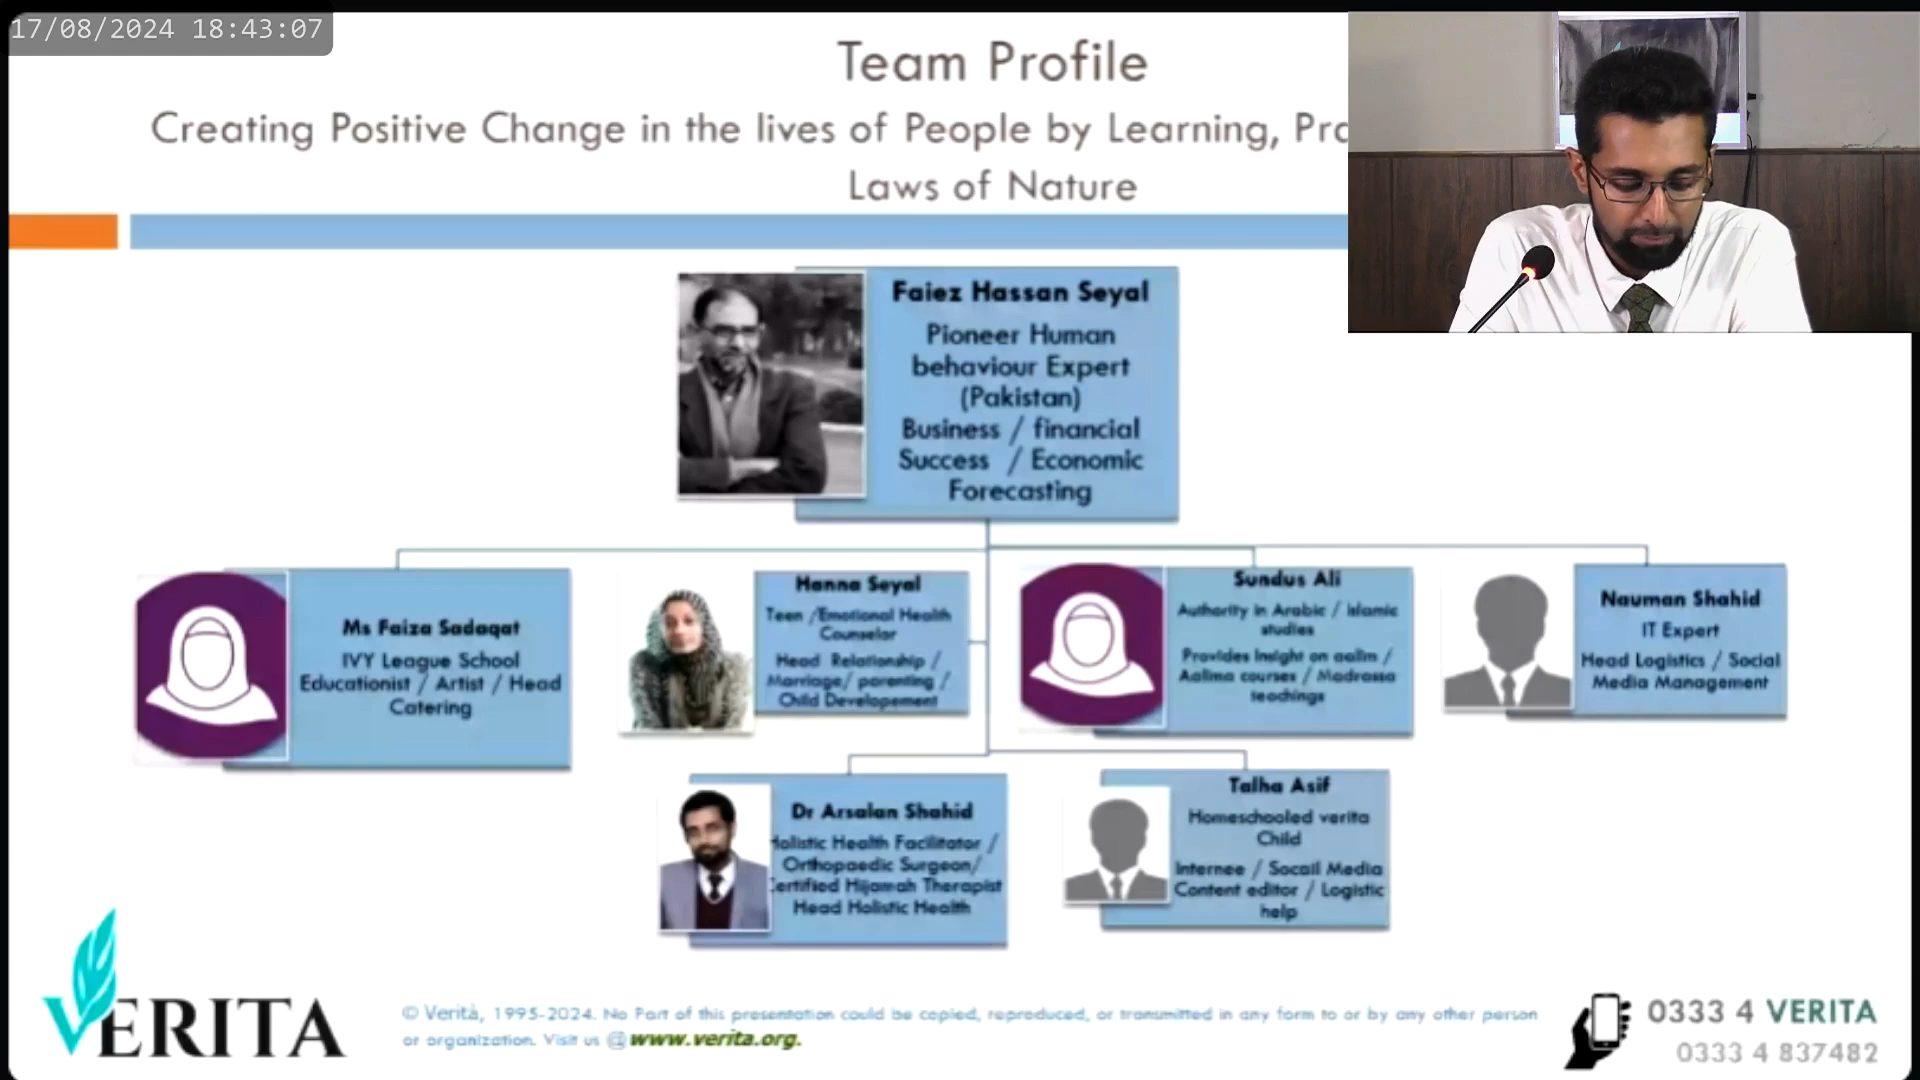 17/08/2024 18:43:07
Team Profile
Creating Positive Change in the lives of People by Learning,
Laws of Nature
Faiez Hassan Seyal
Pioneer Human
behaviour Expert
(Pakistan)
Business / financial
Success / Economic
Forecasting
Ms Faiza Sadaqat
IVY League School
Educationist / Artist / Head
Catering
Hanna Seyal
Teen /Emotional Health
Counselor
Head Relationship /
Marriage/ parenting /
Child Developement
Sundus Ali
Authority in Arabic / Islamic
studies
Provides Insight on aalim /
Aalima courses / Madrassa
teachings
Nauman Shahid
IT Expert
Head Logistics / Social
Media Management
Dr Arsalan Shahid
Holistic Health Facilitator /
Orthopaedic Surgeon/
Certified Hijamah Therapist
Head Holistic Health
Talha Asif
Homeschooled verita
Child
Internee / Socail Media
Content editor / Logistic
help
VERITA
© Verità, 1995-2024. No Part of this presentation could be copied, reproduced, or transmitted in any form to or by any other person
or organization. Visit us @www.verita.org.
0333 4 VERITA
0333 4 837482